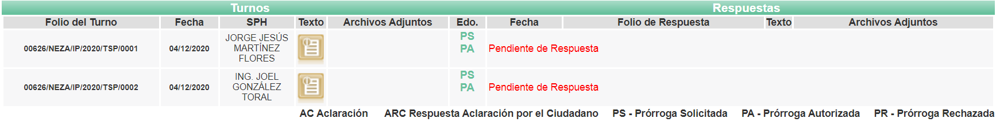 Turnos Respuestas
Folio del Turno Fecha SPH Texto Archivos Adjuntos Edo. Fecha Folio de Respuesta Texto Archivos Adjuntos
00626/NEZA/IP/2020/TSP/0001 04/12/2020 JORGE JESÚS
MARTÍNEZ
FLORES
PS
PA
Pendiente de Respuesta
00626/NEZA/IP/2020/TSP/0002 04/12/2020 ING. JOEL
GONZÁLEZ
TORAL
PS
PA
Pendiente de Respuesta
AC Aclaración ARC Respuesta Aclaración por el Ciudadano PS - Prórroga Solicitada PA - Prórroga Autorizada PR - Prórroga Rechazada